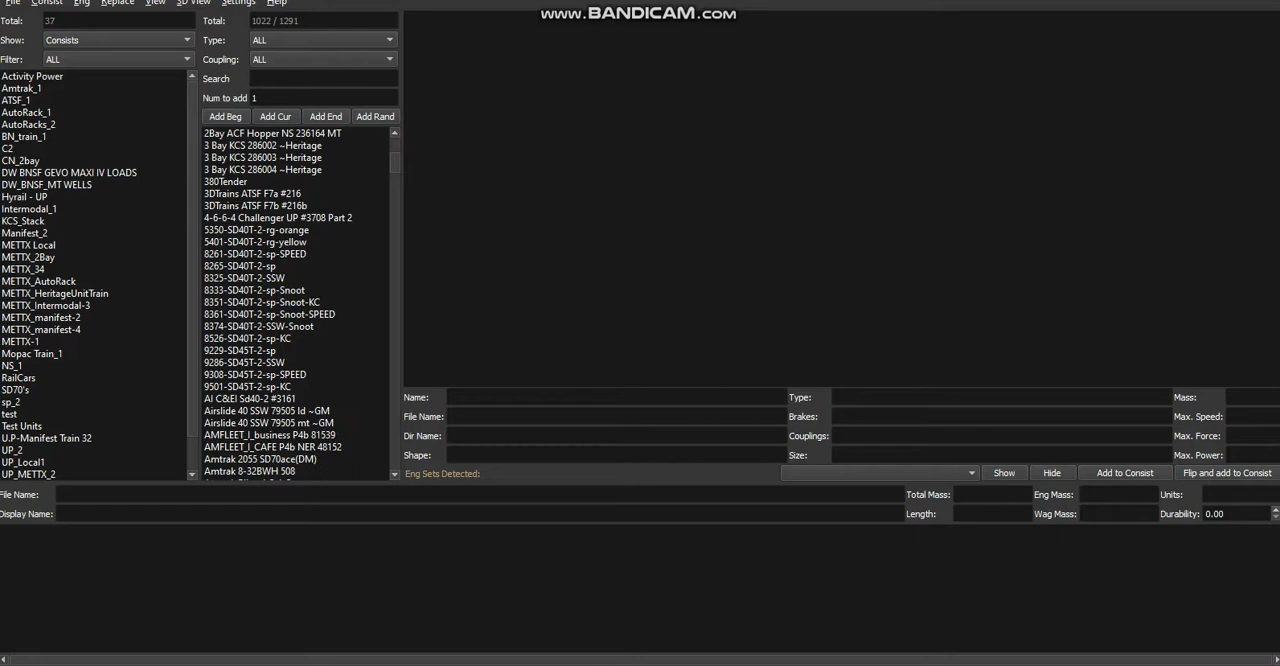 www.BANDICAM.com
File Consist Eng Replace View 3D View Settings Help
Total: 37
Show: Consists
Filter: ALL
Activity Power
Amtrak_1
ATSF_1
AutoRack_1
AutoRacks_2
BN_train_1
C2
CN_2bay
DW BNSF GEVO MAXI IV LOADS
DW_BNSF_MT WELLS
Hyrail - UP
Intermodal_1
KCS_Stack
Manifest_2
METTX Local
METTX_2Bay
METTX_34
METTX_AutoRack
METTX_HeritageUnitTrain
METTX_Intermodal-3
METTX_manifest-2
METTX_manifest-4
METTX-1
Mopac Train_1
NS_1
RailCars
SD70's
sp_2
test
Test Units
U.P-Manifest Train 32
UP_2
UP_Local1
UP_METTX_2
Total: 1022 / 1291
Type: ALL
Coupling: ALL
Search
Num to add 1
Add Beg Add Cur Add End Add Rand
2Bay ACF Hopper NS 236164 MT
3 Bay KCS 286002 ~Heritage
3 Bay KCS 286003 ~Heritage
3 Bay KCS 286004 ~Heritage
380Tender
3DTrains ATSF F7a #216
3DTrains ATSF F7b #216b
4-6-6-4 Challenger UP #3708 Part 2
5350-SD40T-2-rg-orange
5401-SD40T-2-rg-yellow
8261-SD40T-2-sp-SPEED
8265-SD40T-2-sp
8325-SD40T-2-SSW
8333-SD40T-2-sp-Snoot
8351-SD40T-2-sp-Snoot-KC
8361-SD40T-2-sp-Snoot-SPEED
8374-SD40T-2-SSW-Snoot
8526-SD40T-2-sp-KC
9229-SD45T-2-sp
9286-SD45T-2-SSW
9308-SD45T-2-sp-SPEED
9501-SD45T-2-sp-KC
AI C&EI Sd40-2 #3161
Airslide 40 SSW 79505 ld ~GM
Airslide 40 SSW 79505 mt ~GM
AMFLEET_I_business P4b 81539
AMFLEET_I_CAFE P4b NER 48152
Amtrak 2055 SD70ace(DM)
Amtrak 8-32BWH 508
Name: Type: Mass:
File Name: Brakes: Max. Speed:
Dir Name: Couplings: Max. Force:
Shape: Size: Max. Power:
Eng Sets Detected: Show Hide Add to Consist Flip and add to Consist
File Name: Total Mass: Eng Mass: Units:
Display Name: Length: Wag Mass: Durability: 0.00